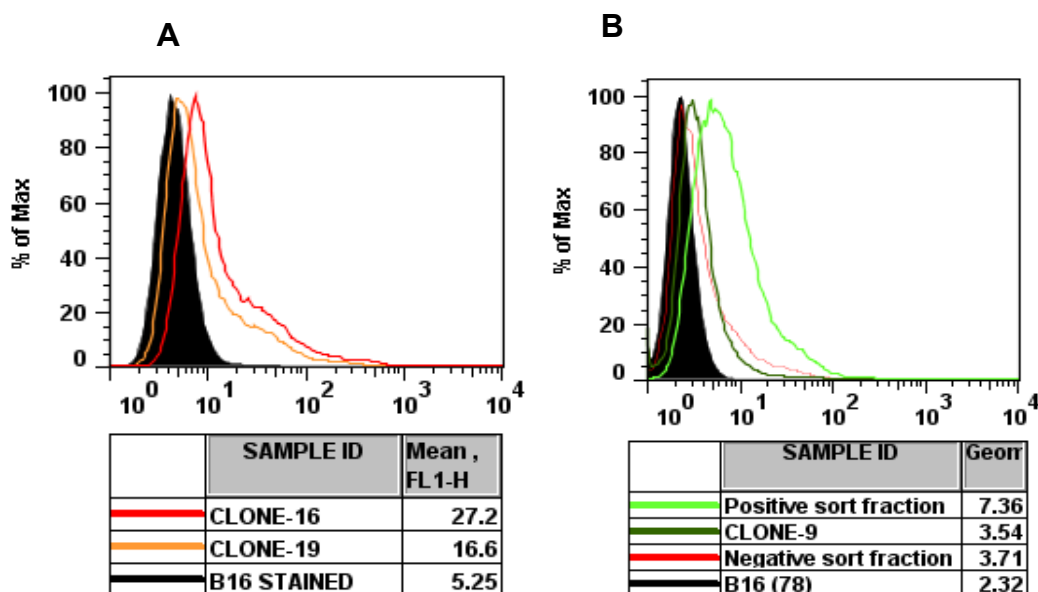 A
% of Max
100
80
60
40
20
0
10^0 10^1 10^2 10^3 10^4
SAMPLE ID Mean , FL1-H
CLONE-16 27.2
CLONE-19 16.6
B16 STAINED 5.25
B
% of Max
100
80
60
40
20
0
10^0 10^1 10^2 10^3 10^4
SAMPLE ID Geom
Positive sort fraction 7.36
CLONE-9 3.54
Negative sort fraction 3.71
B16 (78) 2.32